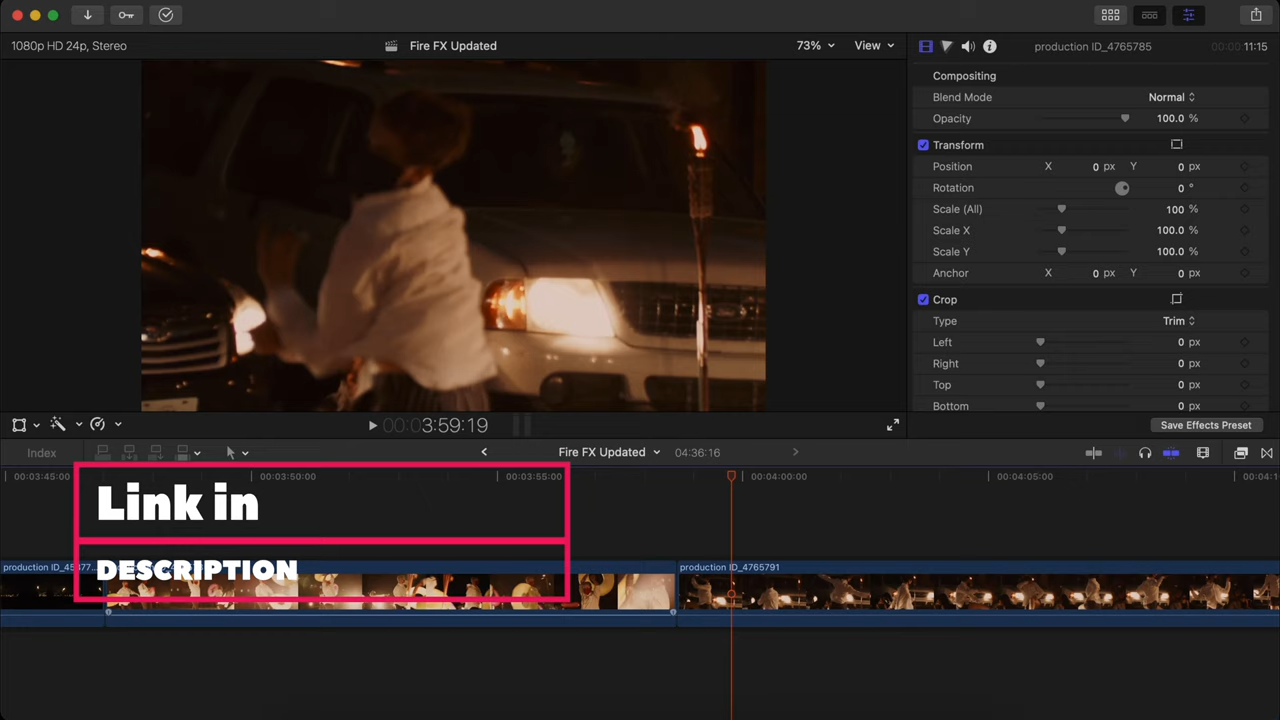 1080p HD 24p, Stereo
Fire FX Updated
73%
View
production ID_4765785
00:00:11:15
Compositing
Blend Mode
Normal
Opacity
100.0 %
Transform
Position X 0 px Y 0 px
Rotation 0 °
Scale (All) 100 %
Scale X 100.0 %
Scale Y 100.0 %
Anchor X 0 px Y 0 px
Crop
Type Trim
Left 0 px
Right 0 px
Top 0 px
Bottom 0 px
00:00:3:59:19
Save Effects Preset
Index
Fire FX Updated
04:36:16
00:03:45:00
00:03:50:00
00:03:55:00
00:04:00:00
00:04:05:00
Link in
DESCRIPTION
production ID_4765791